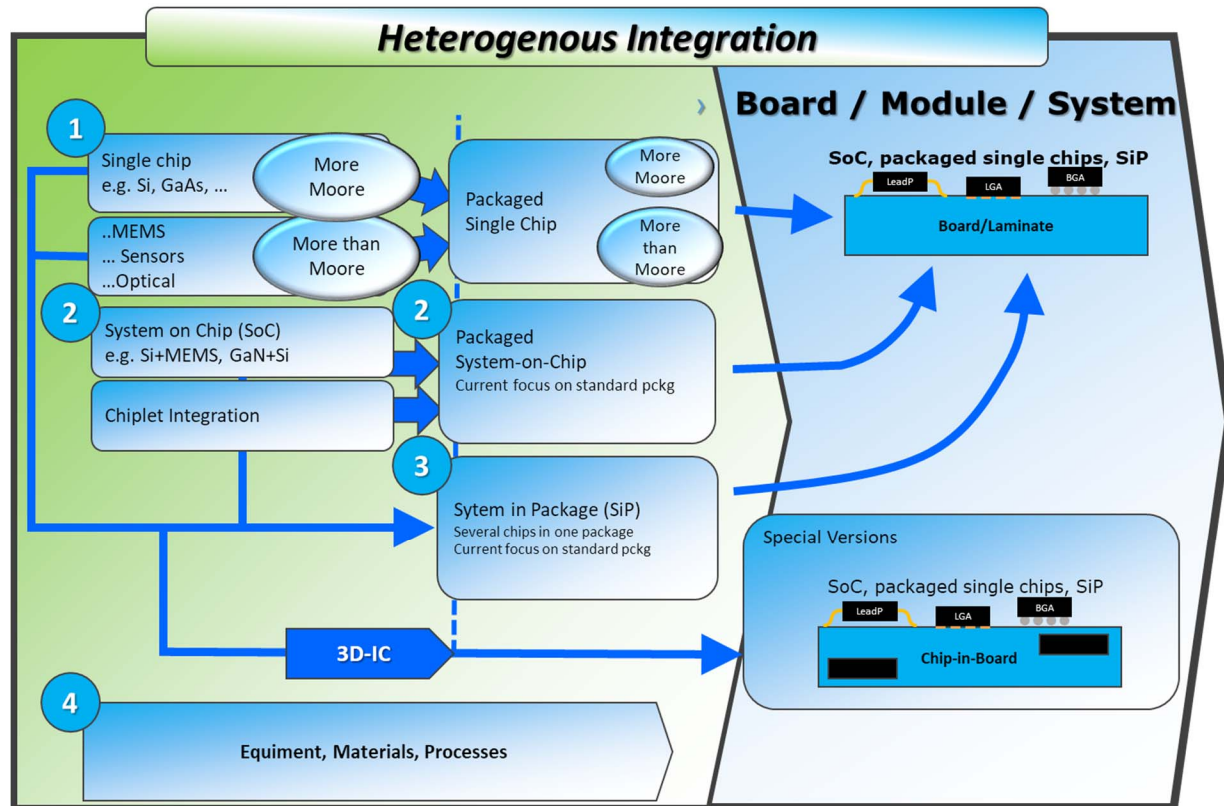 Heterogenous Integration
› Board / Module / System
1
Single chip
e.g. Si, GaAs, ...
More
Moore
..MEMS
... Sensors
...Optical
More than
Moore
Packaged
Single Chip
More
Moore
More
than
Moore
SoC, packaged single chips, SiP
LeadP
LGA
BGA
Board/Laminate
2
System on Chip (SoC)
e.g. Si+MEMS, GaN+Si
Chiplet Integration
2
Packaged
System-on-Chip
Current focus on standard pckg
3
Sytem in Package (SiP)
Several chips in one package
Current focus on standard pckg
3D-IC
Special Versions
SoC, packaged single chips, SiP
LeadP
LGA
BGA
Chip-in-Board
4
Equiment, Materials, Processes